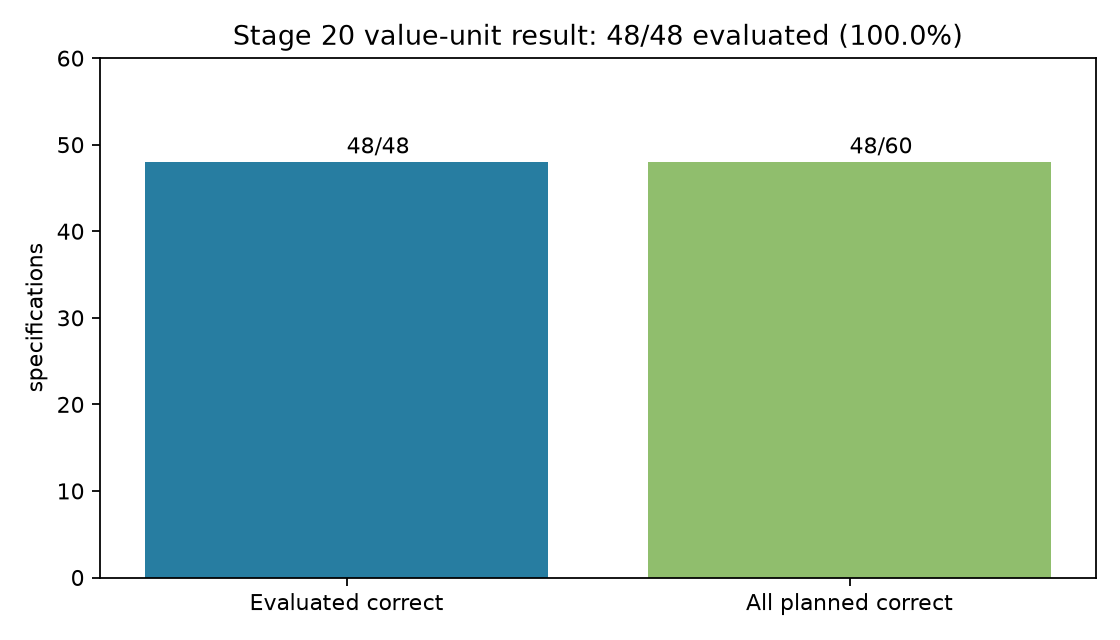 Stage 20 value-unit result: 48/48 evaluated (100.0%)
60
50
40
30
20
10
0
specifications
48/48
48/60
Evaluated correct
All planned correct